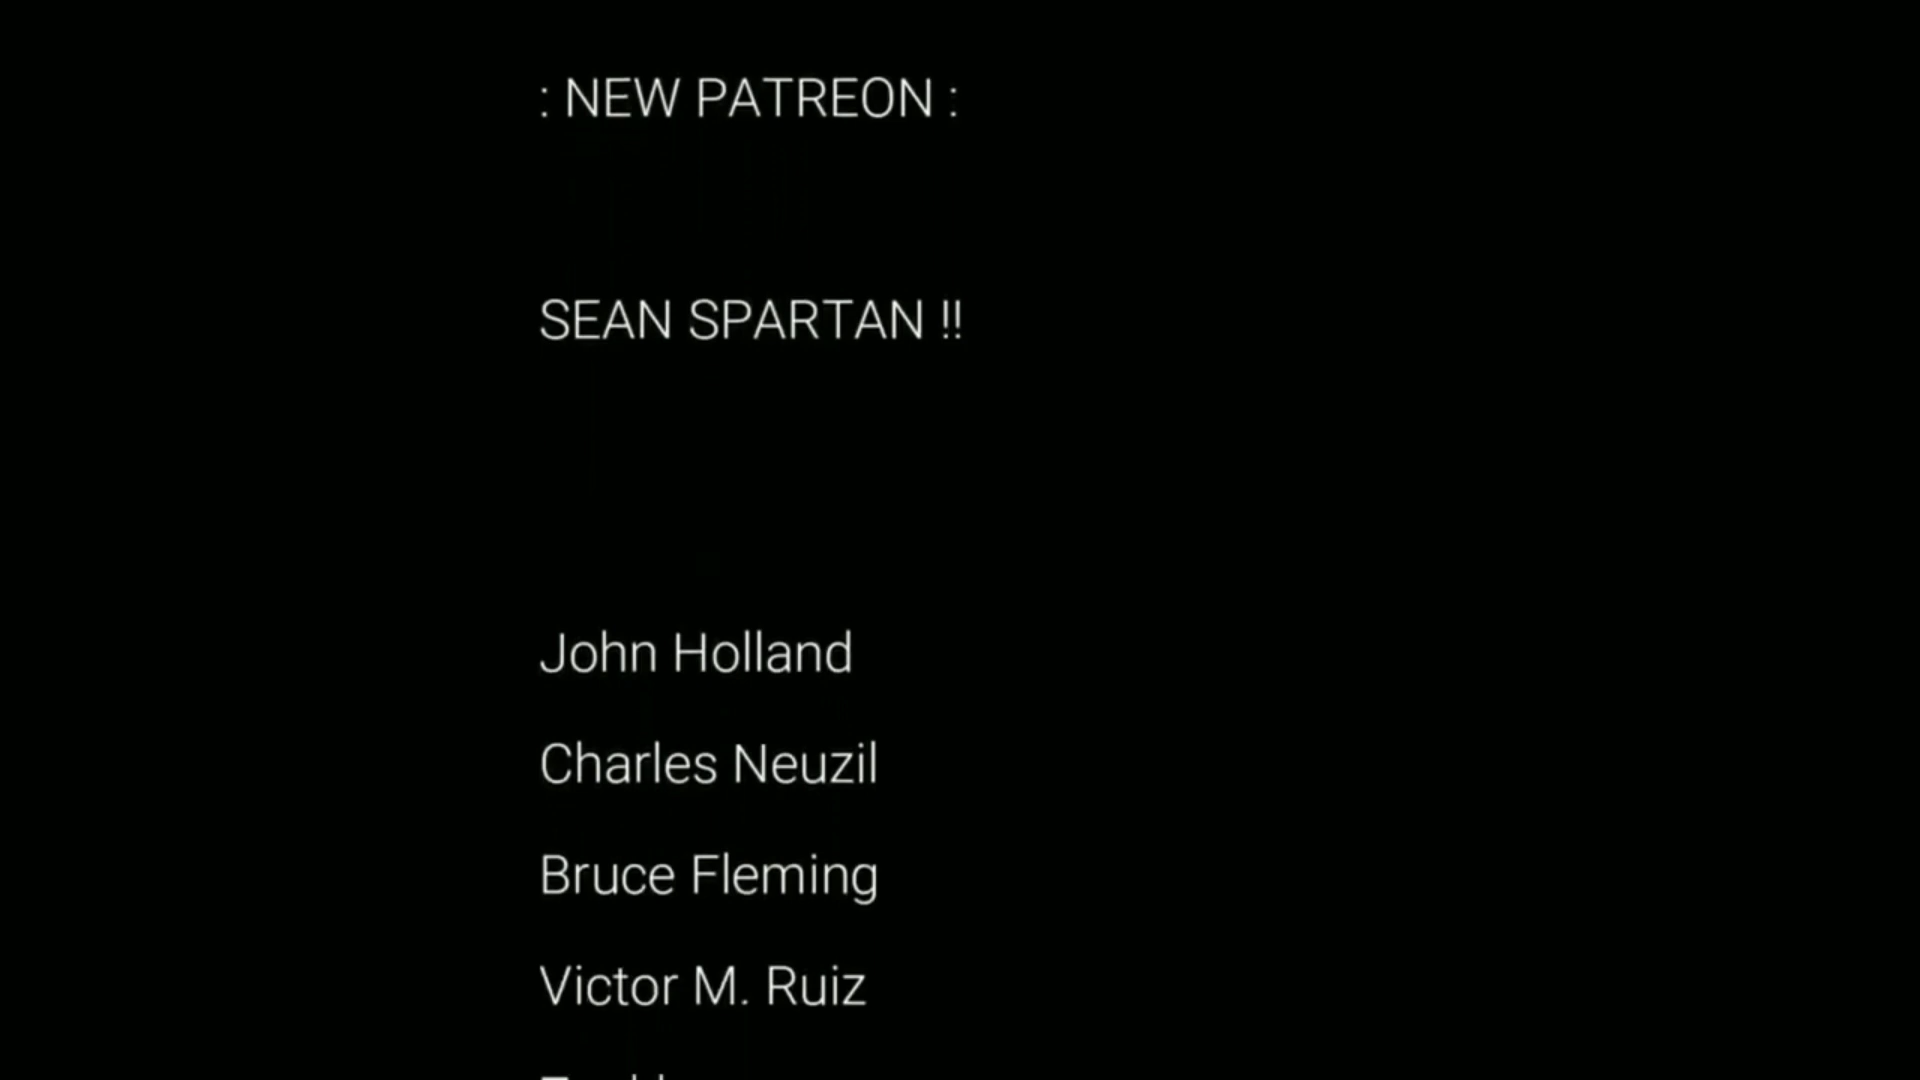 : NEW PATREON :
SEAN SPARTAN !!
John Holland
Charles Neuzil
Bruce Fleming
Victor M. Ruiz